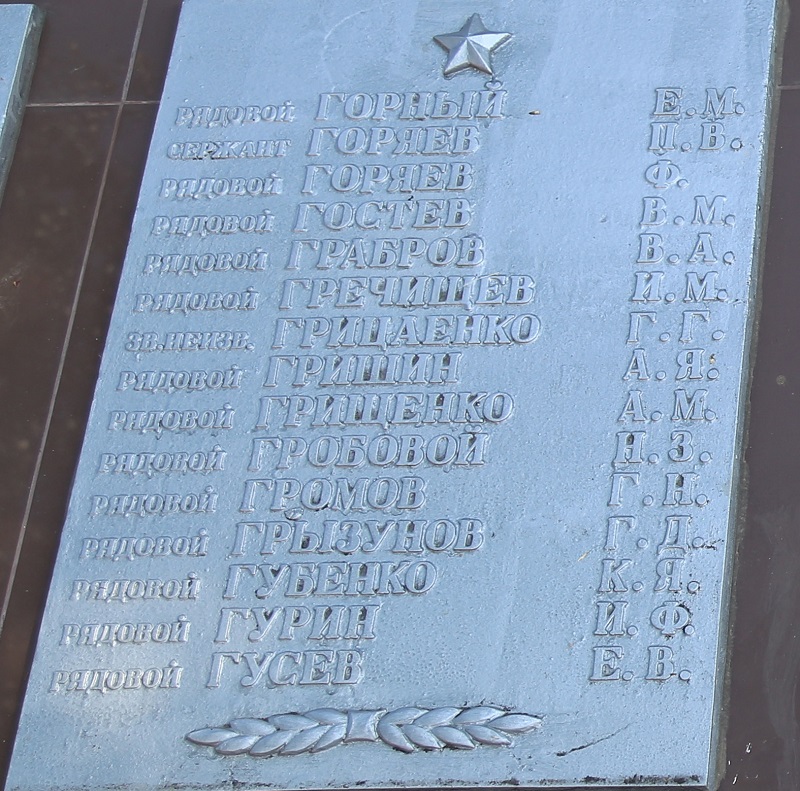 РЯДОВОЙ ГОРНЫЙ Е.М.
СЕРЖАНТ ГОРЯЕВ П.В.
РЯДОВОЙ ГОРЯЕВ Ф.
РЯДОВОЙ ГОСТЕВ В.М.
РЯДОВОЙ ГРАБРОВ В.А.
РЯДОВОЙ ГРЕЧИШЕВ И.М.
ЗВ.НЕИЗВ. ГРИЦАЕНКО Г.Г.
РЯДОВОЙ ГРИШИН А.Я.
РЯДОВОЙ ГРИЩЕНКО А.М.
РЯДОВОЙ ГРОБОВОЙ Н.З.
РЯДОВОЙ ГРОМОВ Г.Н.
РЯДОВОЙ ГРЫЗУНОВ Г.Д.
РЯДОВОЙ ГУБЕНКО К.Я.
РЯДОВОЙ ГУРИН И.Ф.
РЯДОВОЙ ГУСЕВ Е.В.